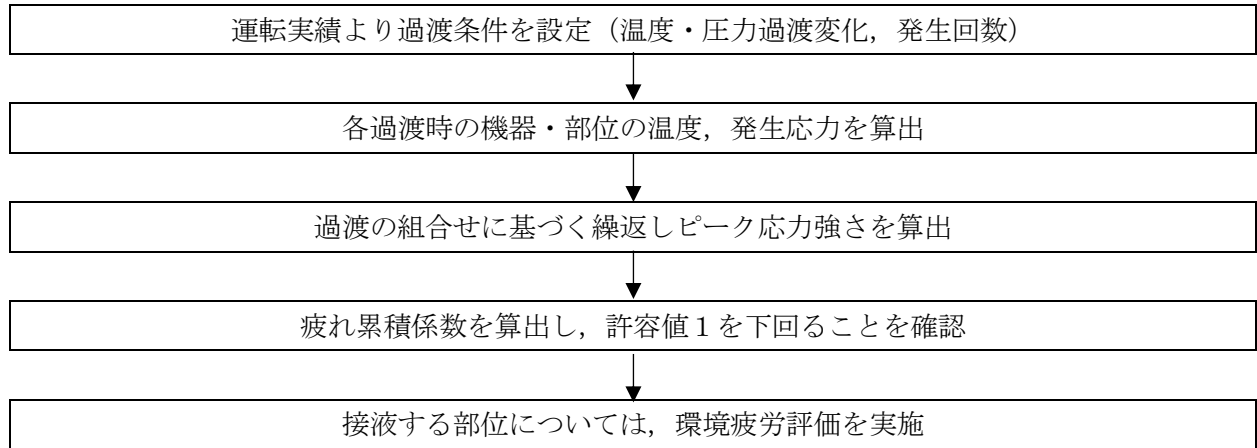 運転実績より過渡条件を設定（温度・圧力過渡変化，発生回数）
各過渡時の機器・部位の温度，発生応力を算出
過渡の組合せに基づく繰返しピーク応力強さを算出
疲れ累積係数を算出し，許容値１を下回ることを確認
接液する部位については，環境疲労評価を実施